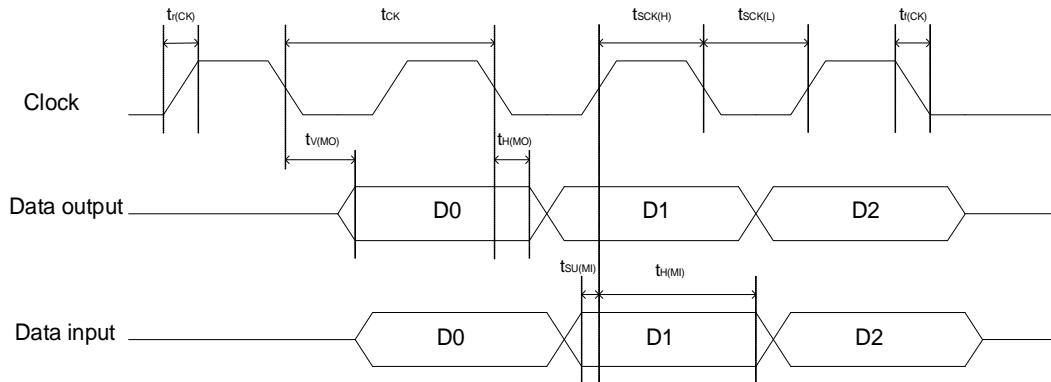 tr(CK) tCK tSCK(H) tSCK(L) tf(CK)
Clock
tV(MO) tH(MO)
Data output D0 D1 D2
tSU(MI) tH(MI)
Data input D0 D1 D2